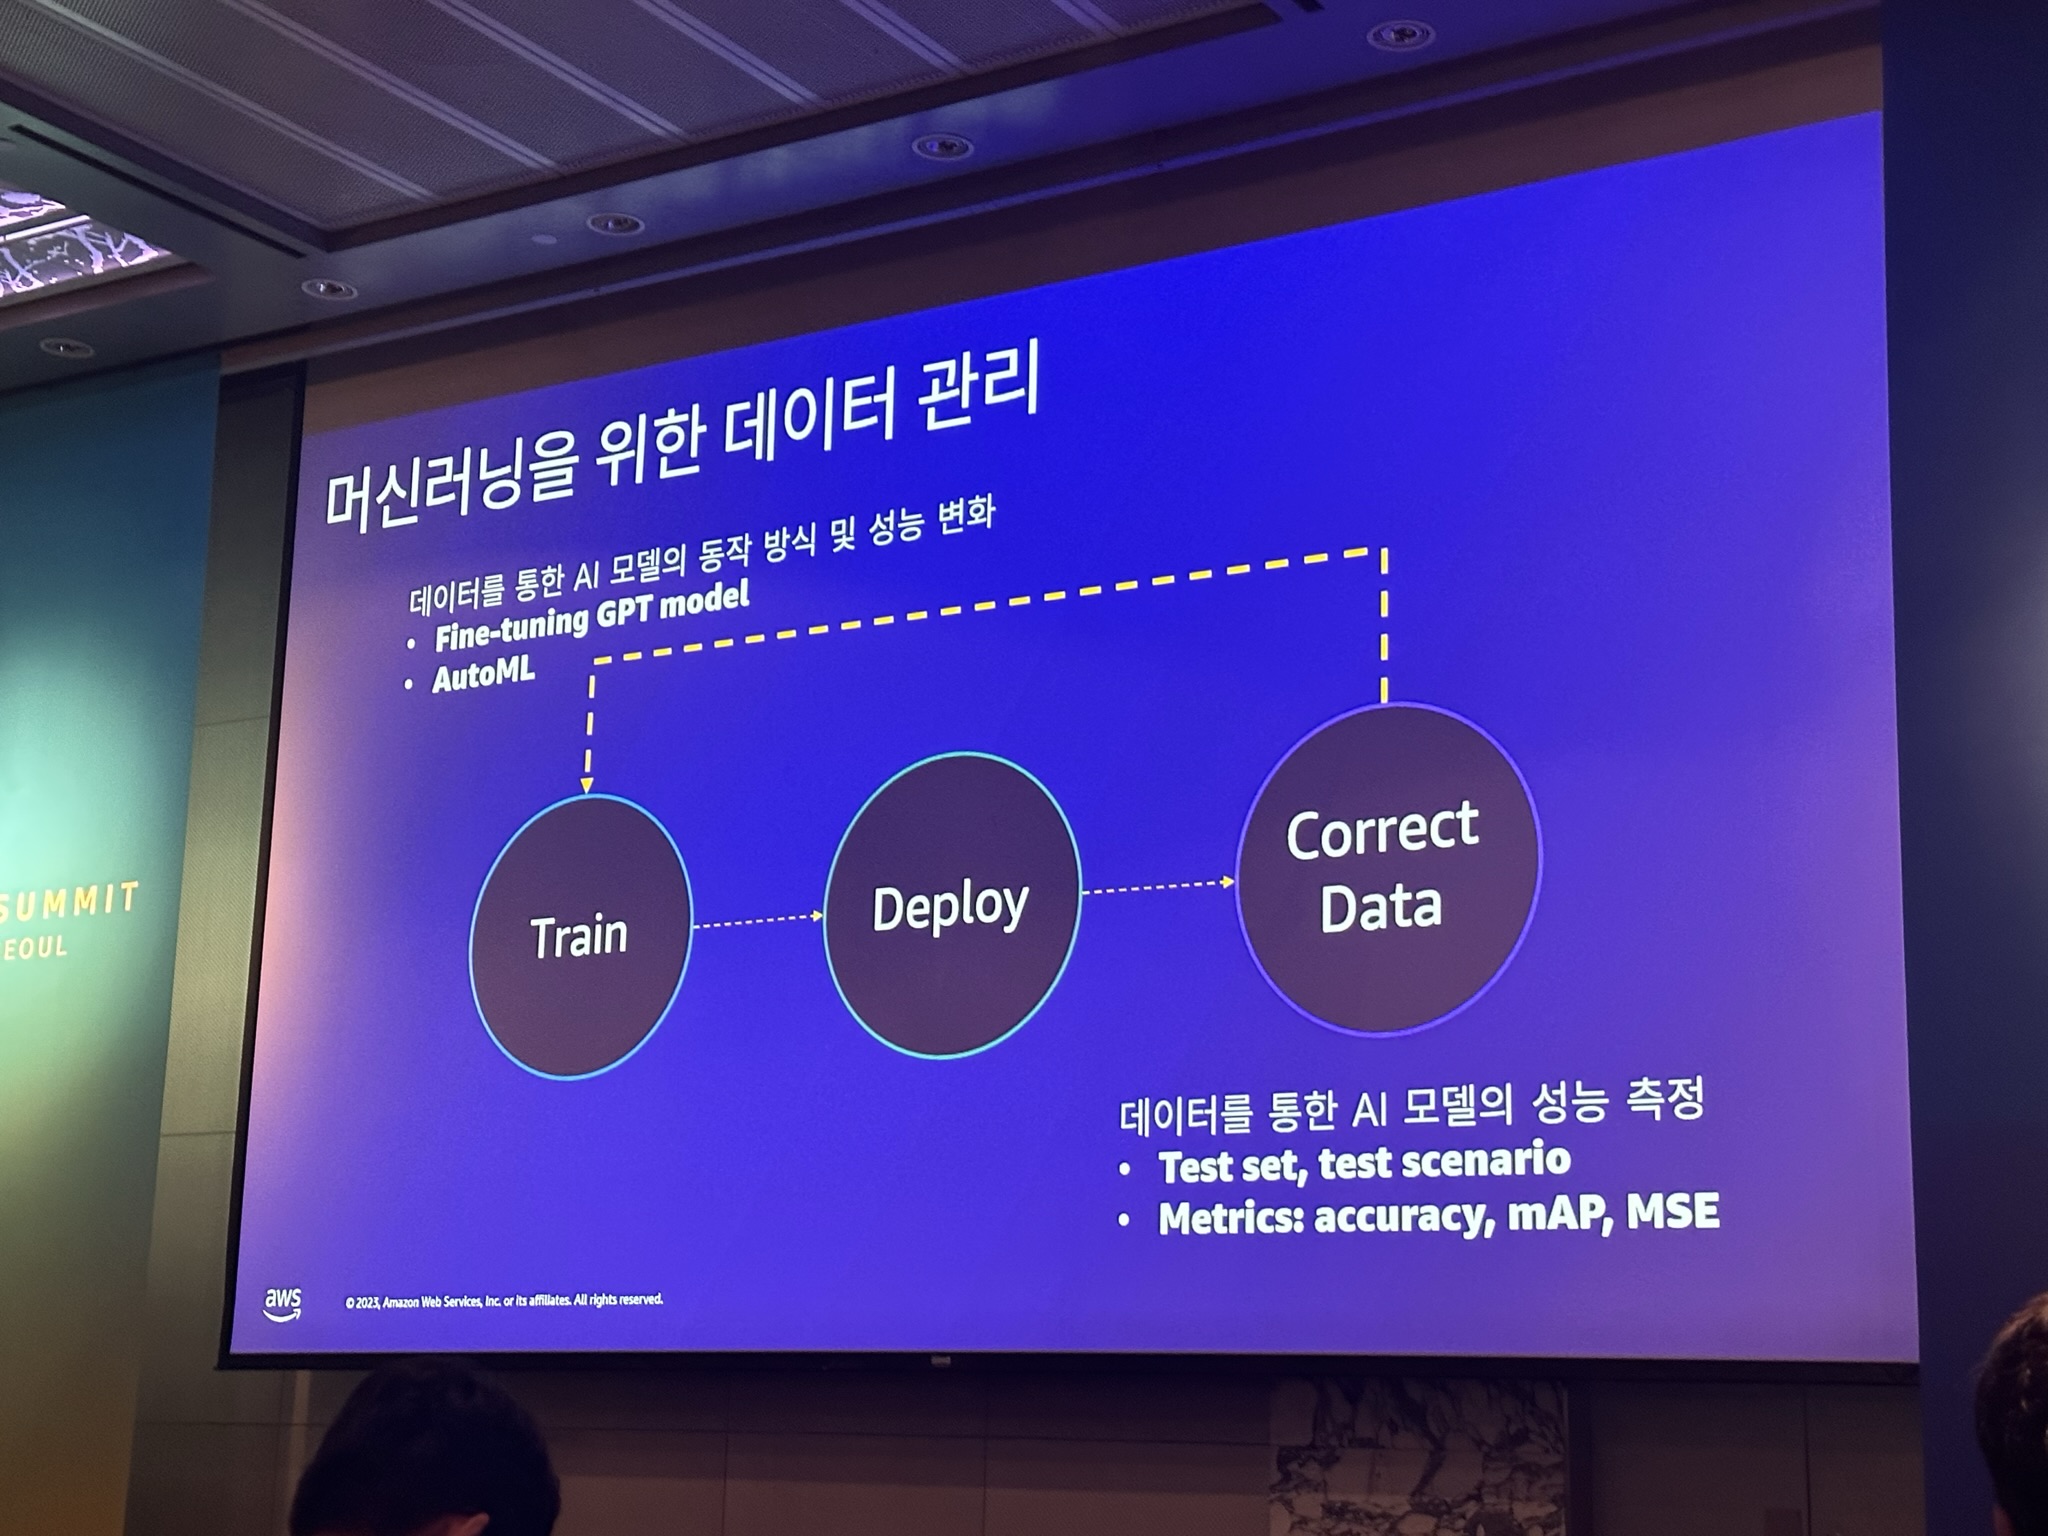 머신러닝을 위한 데이터 관리
데이터를 통한 AI 모델의 동작 방식 및 성능 변화
• Fine-tuning GPT model
• AutoML
Train
Deploy
Correct
Data
데이터를 통한 AI 모델의 성능 측정
• Test set, test scenario
• Metrics: accuracy, mAP, MSE
aws
© 2023, Amazon Web Services, Inc. or its affiliates. All rights reserved.
SUMMIT
EOUL